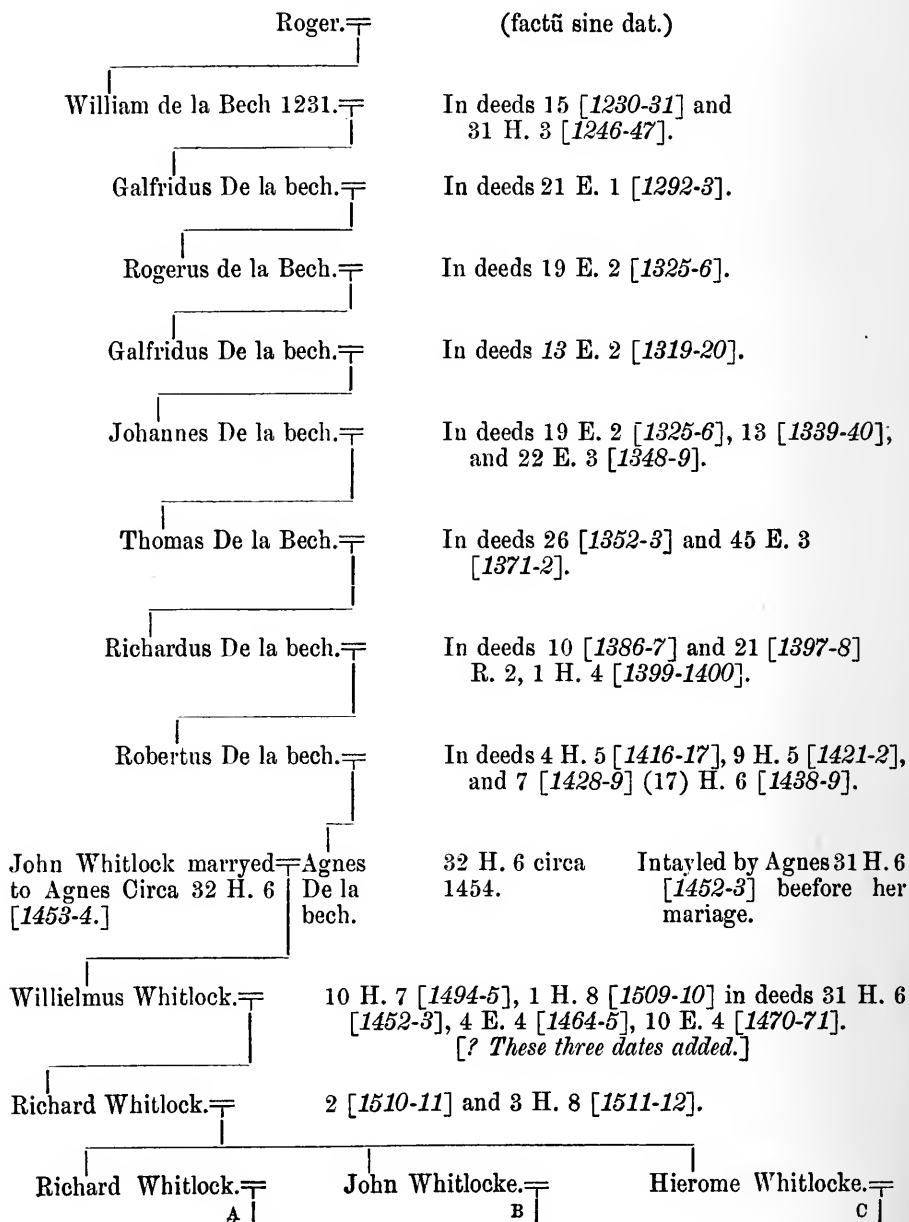 Roger. (factũ sine dat.)
William de la Bech 1231. In deeds 15 [1230-31] and
31 H. 3 [1246-47].
Galfridus De la bech. In deeds 21 E. 1 [1292-3].
Rogerus de la Bech. In deeds 19 E. 2 [1325-6].
Galfridus De la bech. In deeds 13 E. 2 [1319-20].
Johannes De la bech. In deeds 19 E. 2 [1325-6], 13 [1339-40],
and 22 E. 3 [1348-9].
Thomas De la Bech. In deeds 26 [1352-3] and 45 E. 3
[1371-2].
Richardus De la bech. In deeds 10 [1386-7] and 21 [1397-8]
R. 2, 1 H. 4 [1399-1400].
Robertus De la bech. In deeds 4 H. 5 [1416-17], 9 H. 5 [1421-2],
and 7 [1428-9] (17) H. 6 [1438-9].
John Whitlock marryed
to Agnes Circa 32 H. 6
[1453-4.]
Agnes
De la
bech.
32 H. 6 circa
1454.
Intayled by Agnes 31 H. 6
[1452-3] beefore her
mariage.
Willielmus Whitlock. 10 H. 7 [1494-5], 1 H. 8 [1509-10] in deeds 31 H. 6
[1452-3], 4 E. 4 [1464-5], 10 E. 4 [1470-71].
[? These three dates added.]
Richard Whitlock. 2 [1510-11] and 3 H. 8 [1511-12].
Richard Whitlock. John Whitlocke. Hierome Whitlocke.
A B C